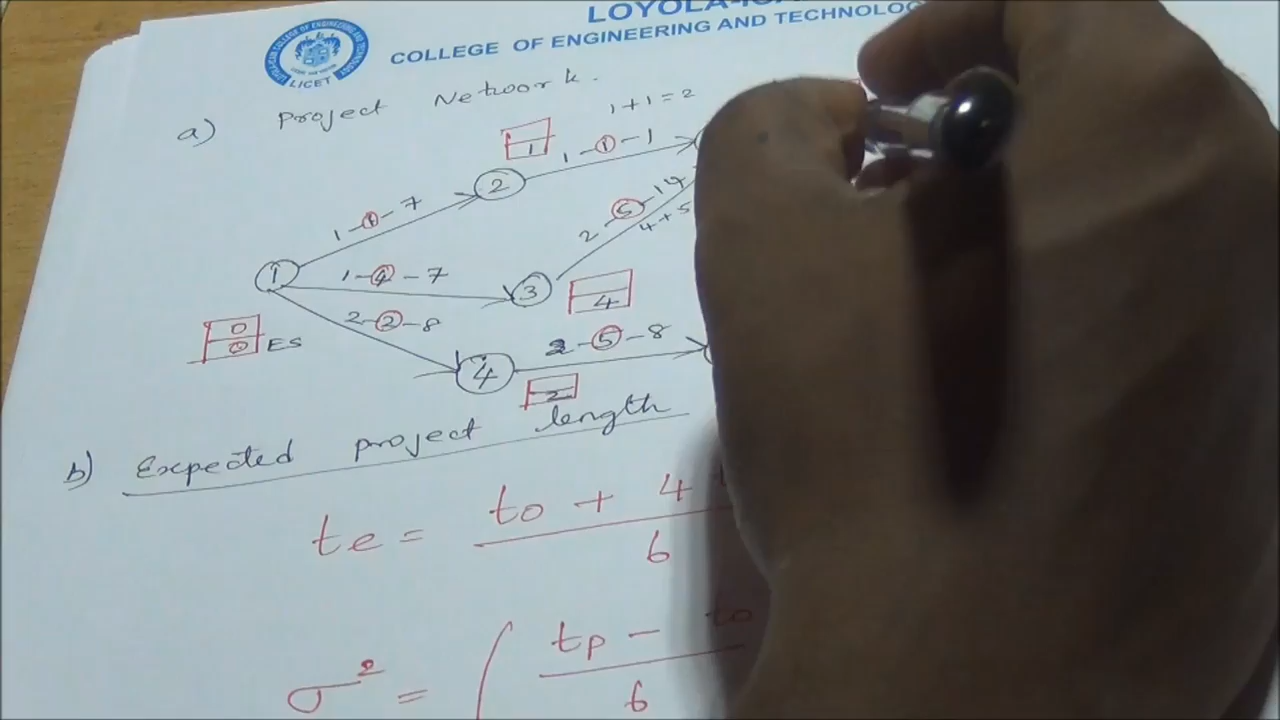 LOYOLA-
COLLEGE OF ENGINEERING AND TECHNOLOG
LICET
a) Project Network.
1+1=2
1
1-1-1
2
1-1-7
2-5-14
4+5
1
1-4-7
3
4
2-2-8
0
0 ES
2-5-8
4
2
b) Expected project length
te = to + 4
6
σ² = ( tp - to
6